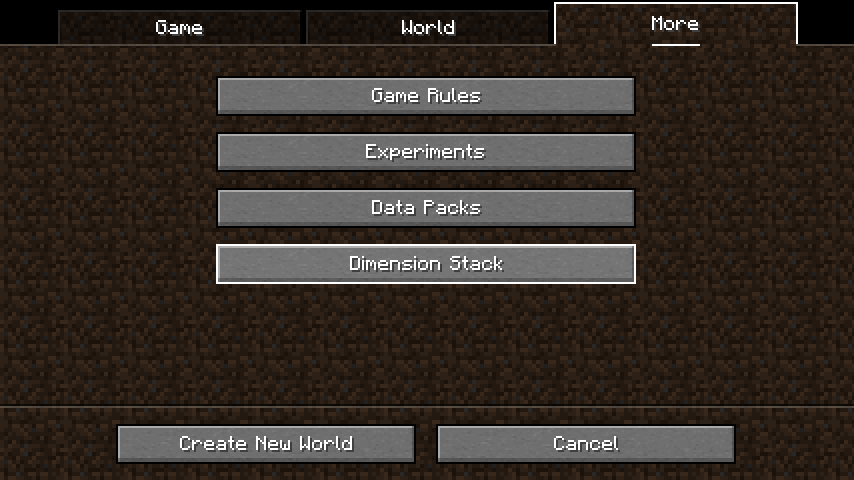 Game World More
Game Rules
Experiments
Data Packs
Dimension Stack
Create New World Cancel